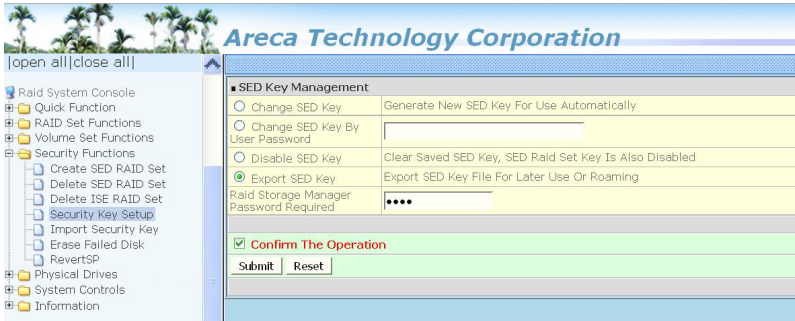 Areca Technology Corporation
|open all|close all|
Raid System Console
Quick Function
RAID Set Functions
Volume Set Functions
Security Functions
Create SED RAID Set
Delete SED RAID Set
Delete ISE RAID Set
Security Key Setup
Import Security Key
Erase Failed Disk
RevertSP
Physical Drives
System Controls
Information
SED Key Management
Change SED Key Generate New SED Key For Use Automatically
Change SED Key By
User Password
Disable SED Key Clear Saved SED Key, SED Raid Set Key Is Also Disabled
Export SED Key Export SED Key File For Later Use Or Roaming
Raid Storage Manager
Password Required ••••
Confirm The Operation
Submit Reset